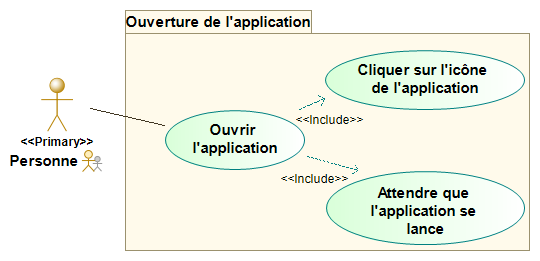 Ouverture de l'application
Cliquer sur l'icône
de l'application
<<Include>>
<<Primary>>
Personne
Ouvrir
l'application
<<Include>>
Attendre que
l'application se
lance